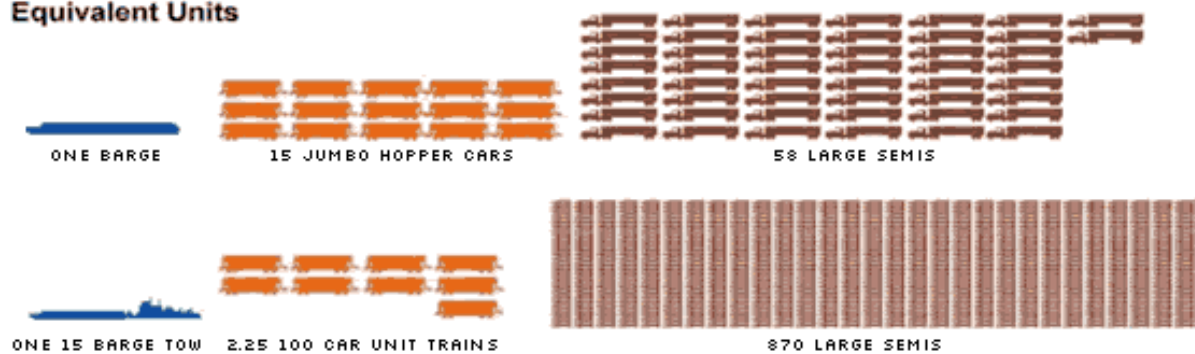 Equivalent Units
ONE BARGE
15 JUMBO HOPPER CARS
58 LARGE SEMIS
ONE 15 BARGE TOW
2.25 100 CAR UNIT TRAINS
870 LARGE SEMIS